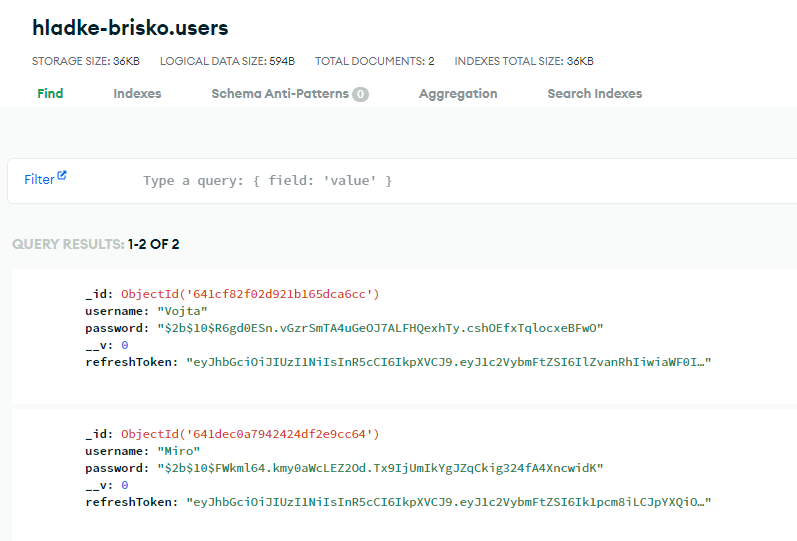 hladke-brisko.users
STORAGE SIZE: 36KB LOGICAL DATA SIZE: 594B TOTAL DOCUMENTS: 2 INDEXES TOTAL SIZE: 36KB
Find Indexes Schema Anti-Patterns 0 Aggregation Search Indexes
Filter Type a query: { field: 'value' }
QUERY RESULTS: 1-2 OF 2
_id: ObjectId('641cf82f02d921b165dca6cc')
username: "Vojta"
password: "$2b$10$R6gd0ESn.vGzrSmTA4uGeOJ7ALFHQexhTy.cshOEfxTqlocxeBFwO"
__v: 0
refreshToken: "eyJhbGciOiJIUzI1NiIsInR5cCI6IkpXVCJ9.eyJ1c2VybmFtZSI6IlZvanRhIiwiaWF0I…"
_id: ObjectId('641dec0a7942424df2e9cc64')
username: "Miro"
password: "$2b$10$FWkml64.kmy0aWcLEZ2Od.Tx9IjUmIkYgJZqCkig324fA4XncwidK"
__v: 0
refreshToken: "eyJhbGciOiJIUzI1NiIsInR5cCI6IkpXVCJ9.eyJ1c2VybmFtZSI6Ik1pcm8iLCJpYXQiO…"